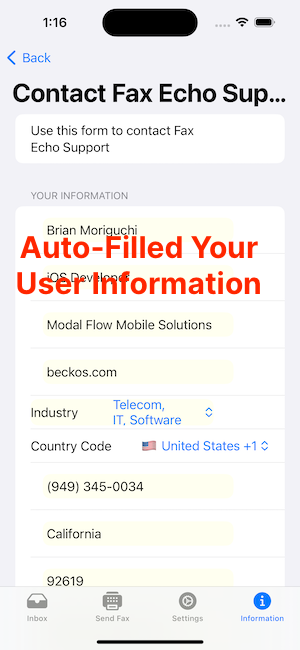 1:16
Back
Contact Fax Echo Sup...
Use this form to contact Fax
Echo Support
YOUR INFORMATION
Brian Moriguchi
Auto-Filled Your
iOS Developer
User Information
Modal Flow Mobile Solutions
beckos.com
Industry
Telecom,
IT, Software
Country Code
United States +1
(949) 345-0034
California
92619
Inbox
Send Fax
Settings
Information